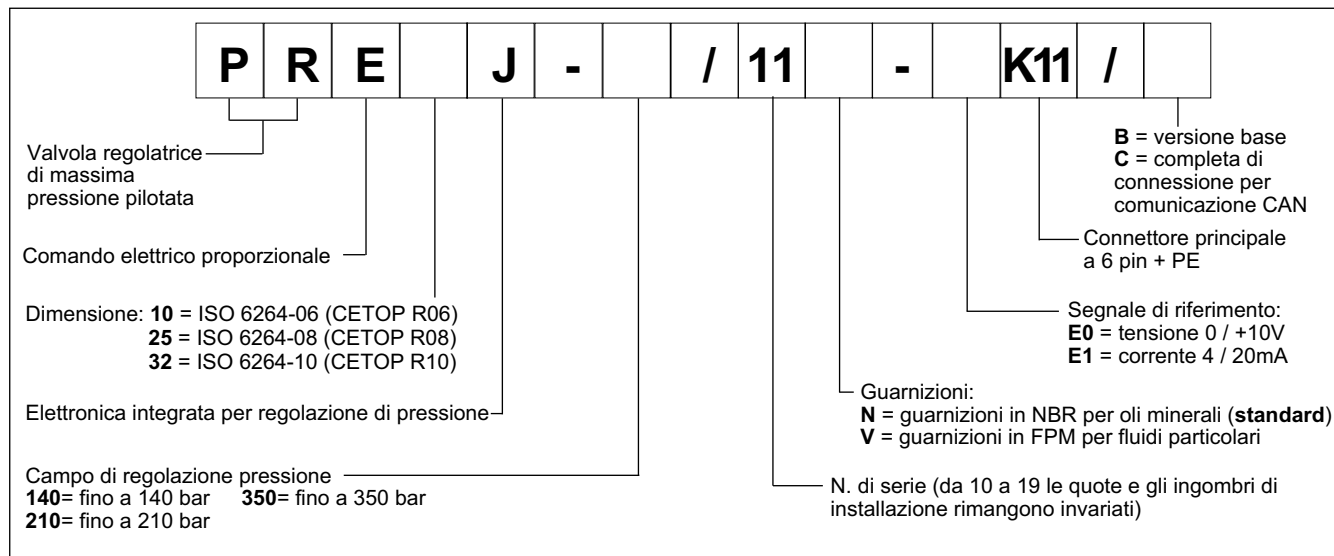 P R E J - / 11 - K11 /
Valvola regolatrice
di massima
pressione pilotata
Comando elettrico proporzionale
Dimensione: 10 = ISO 6264-06 (CETOP R06)
25 = ISO 6264-08 (CETOP R08)
32 = ISO 6264-10 (CETOP R10)
Elettronica integrata per regolazione di pressione
Campo di regolazione pressione
140= fino a 140 bar 350= fino a 350 bar
210= fino a 210 bar
B = versione base
C = completa di
connessione per
comunicazione CAN
Connettore principale
a 6 pin + PE
Segnale di riferimento:
E0 = tensione 0 / +10V
E1 = corrente 4 / 20mA
Guarnizioni:
N = guarnizioni in NBR per oli minerali (standard)
V = guarnizioni in FPM per fluidi particolari
N. di serie (da 10 a 19 le quote e gli ingombri di
installazione rimangono invariati)